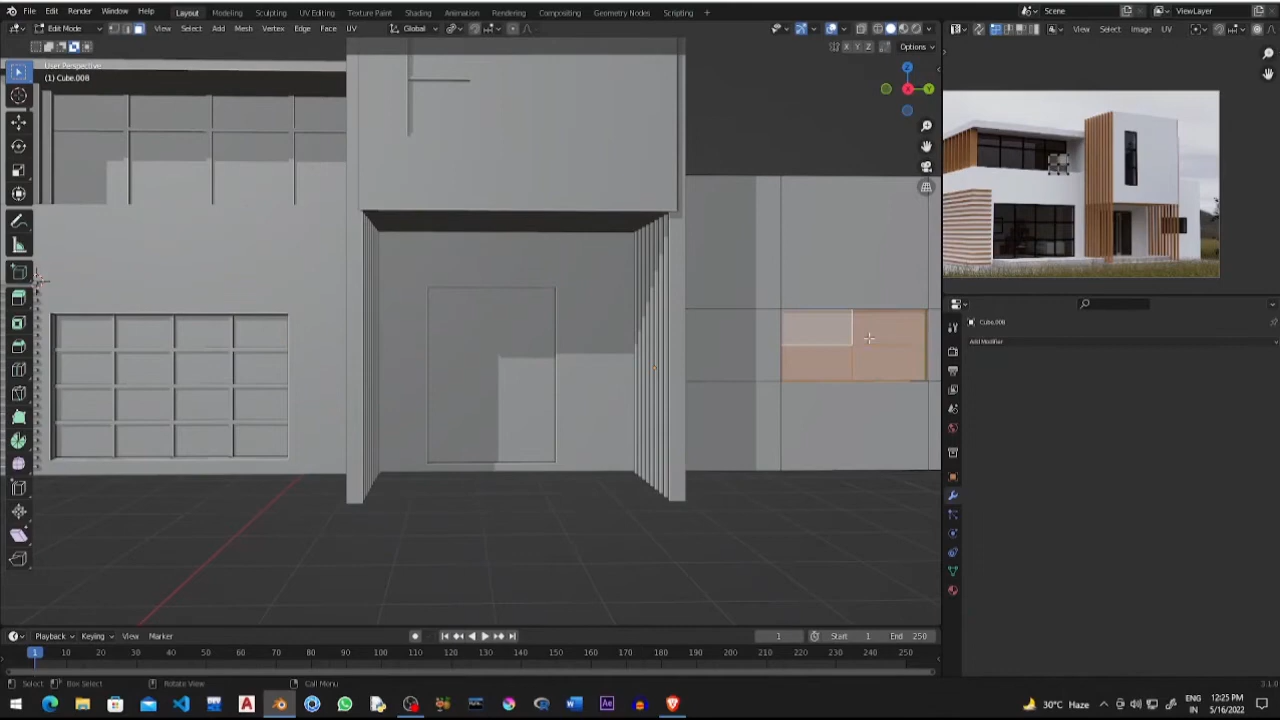 File Edit Render Window Help Layout Modeling Sculpting UV Editing Texture Paint Shading Animation Rendering Compositing Geometry Nodes Scripting + Scene ViewLayer
Edit Mode View Select Add Mesh Vertex Edge Face UV Global View Select Image UV
X Y Z Options
User Perspective
(1) Cube.008
Z
X
Y
Cube.008
Add Modifier
Playback Keying View Marker 1 Start 1 End 250
1 10 20 30 40 50 60 70 80 90 100 110 120 130 140 150 160 170 180 190 200 210 220 230 240 250
Select Box Select Rotate View Call Menu 3.1.0
30°C Haze ENG IN 12:25 PM 5/16/2022